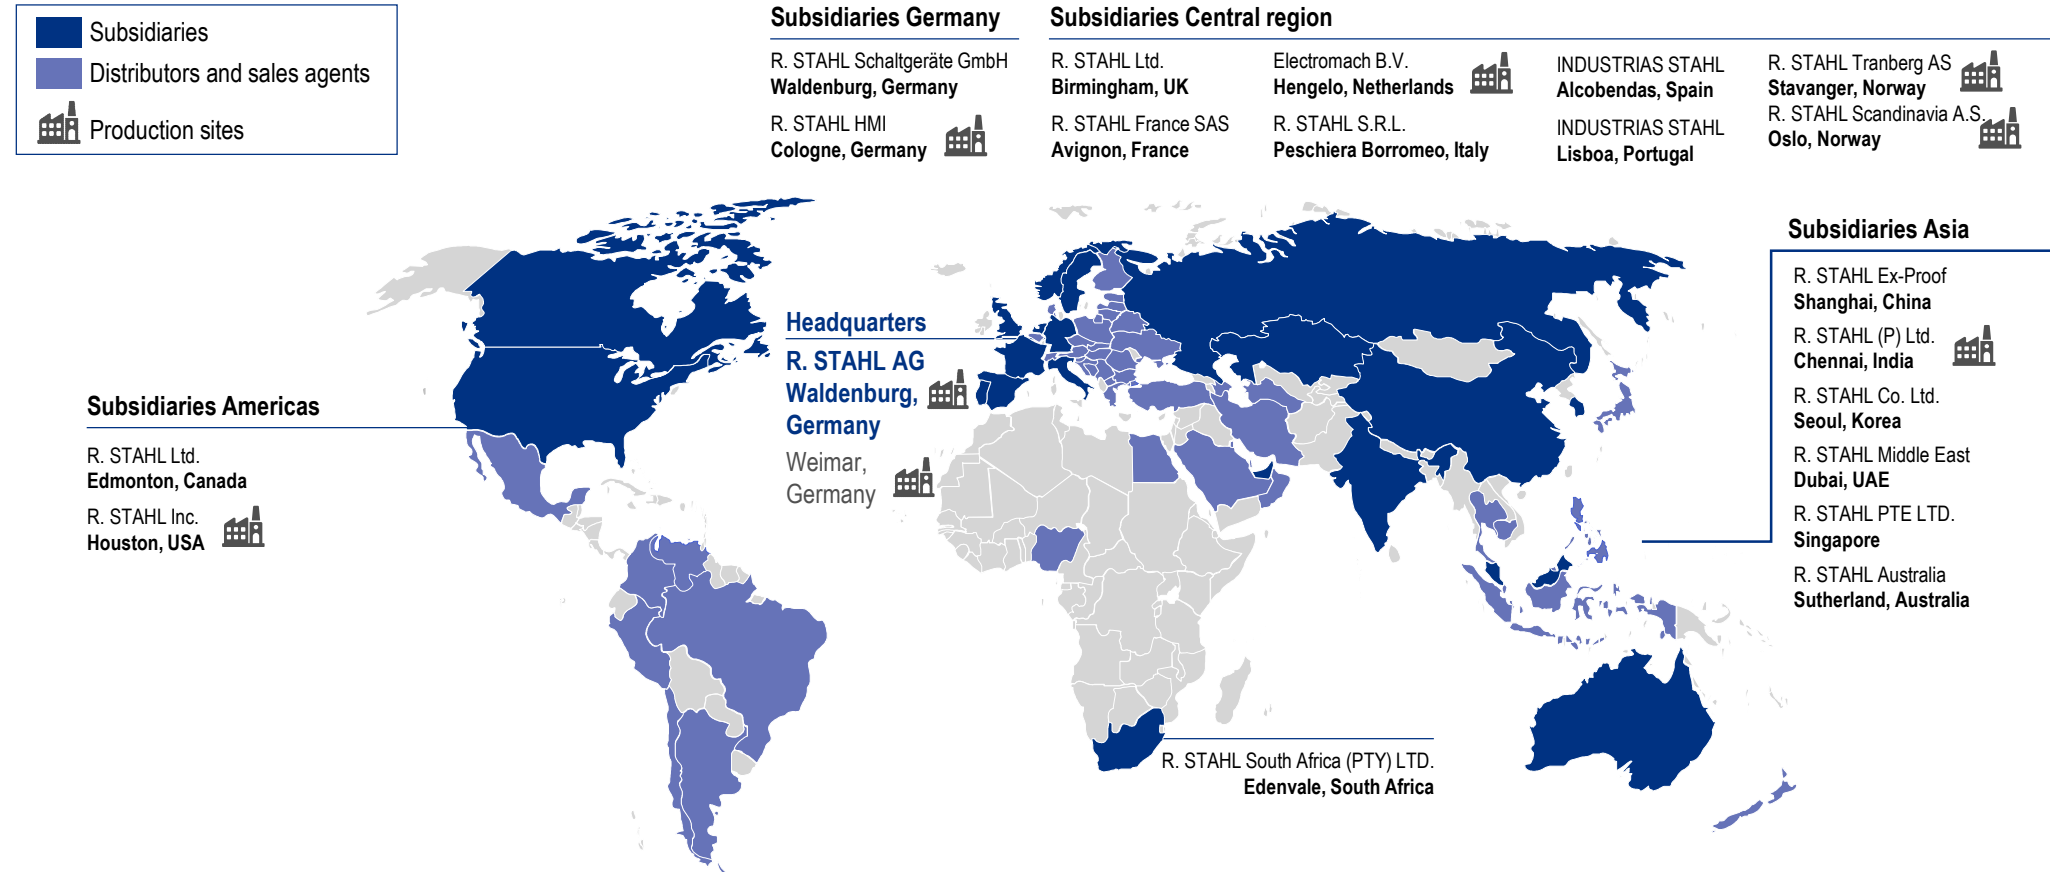 Subsidiaries
Distributors and sales agents
Production sites
Subsidiaries Germany
R. STAHL Schaltgeräte GmbH
Waldenburg, Germany
R. STAHL HMI
Cologne, Germany
Subsidiaries Central region
R. STAHL Ltd.
Birmingham, UK
R. STAHL France SAS
Avignon, France
Electromach B.V.
Hengelo, Netherlands
R. STAHL S.R.L.
Peschiera Borromeo, Italy
INDUSTRIAS STAHL
Alcobendas, Spain
INDUSTRIAS STAHL
Lisboa, Portugal
R. STAHL Tranberg AS
Stavanger, Norway
R. STAHL Scandinavia A.S.
Oslo, Norway
Subsidiaries Asia
R. STAHL Ex-Proof
Shanghai, China
R. STAHL (P) Ltd.
Chennai, India
R. STAHL Co. Ltd.
Seoul, Korea
R. STAHL Middle East
Dubai, UAE
R. STAHL PTE LTD.
Singapore
R. STAHL Australia
Sutherland, Australia
Headquarters
R. STAHL AG
Waldenburg,
Germany
Weimar,
Germany
Subsidiaries Americas
R. STAHL Ltd.
Edmonton, Canada
R. STAHL Inc.
Houston, USA
R. STAHL South Africa (PTY) LTD.
Edenvale, South Africa